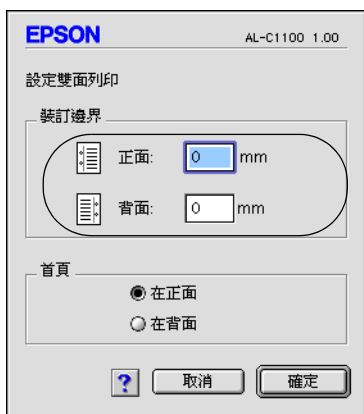 EPSON AL-C1100 1.00
設定雙面列印
裝訂邊界
正面: 0 mm
背面: 0 mm
首頁
在正面
在背面
? 取消 確定